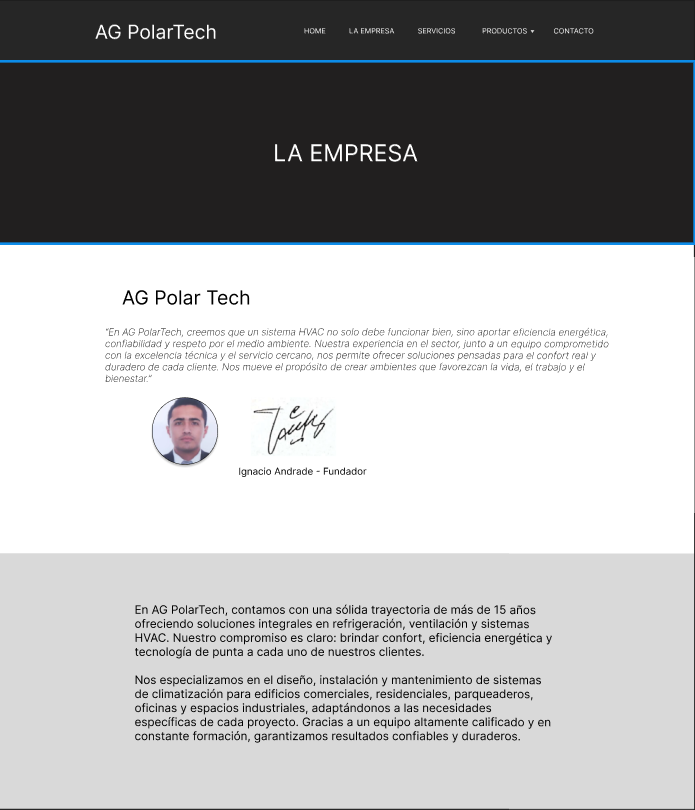 AG PolarTech
HOME LA EMPRESA SERVICIOS PRODUCTOS ▾ CONTACTO
LA EMPRESA
AG Polar Tech
“En AG PolarTech, creemos que un sistema HVAC no solo debe funcionar bien, sino aportar eficiencia energética,
confiabilidad y respeto por el medio ambiente. Nuestra experiencia en el sector, junto a un equipo comprometido
con la excelencia técnica y el servicio cercano, nos permite ofrecer soluciones pensadas para el confort real y
duradero de cada cliente. Nos mueve el propósito de crear ambientes que favorezcan la vida, el trabajo y el
bienestar.”
Ignacio Andrade - Fundador
En AG PolarTech, contamos con una sólida trayectoria de más de 15 años
ofreciendo soluciones integrales en refrigeración, ventilación y sistemas
HVAC. Nuestro compromiso es claro: brindar confort, eficiencia energética y
tecnología de punta a cada uno de nuestros clientes.
Nos especializamos en el diseño, instalación y mantenimiento de sistemas
de climatización para edificios comerciales, residenciales, parqueaderos,
oficinas y espacios industriales, adaptándonos a las necesidades
específicas de cada proyecto. Gracias a un equipo altamente calificado y en
constante formación, garantizamos resultados confiables y duraderos.